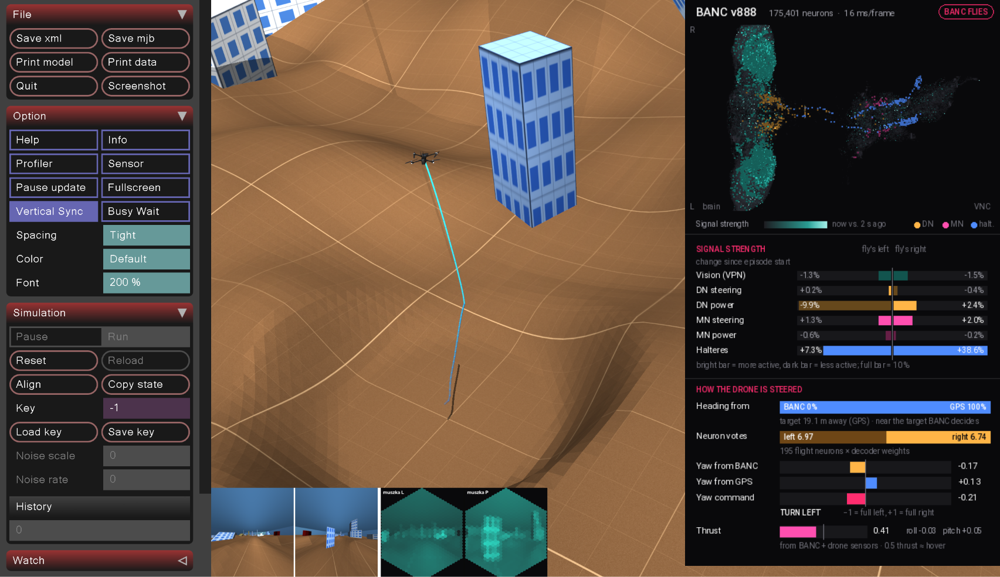 File
Save xml Save mjb
Print model Print data
Quit Screenshot
Option
Help Info
Profiler Sensor
Pause update Fullscreen
Vertical Sync Busy Wait
Spacing Tight
Color Default
Font 200 %
Simulation
Pause Run
Reset Reload
Align Copy state
Key -1
Load key Save key
Noise scale 0
Noise rate 0
History
0
Watch
muszka L muszka P
BANC v888 175,401 neurons · 16 ms/frame BANC FLIES
R
L brain VNC
Signal strength now vs. 2 s ago DN MN halt.
SIGNAL STRENGTH fly's left fly's right
change since episode start
Vision (VPN) -1.3% -1.5%
DN steering +0.2% -0.4%
DN power -9.9% +2.4%
MN steering +1.3% +2.0%
MN power -0.6% -0.2%
Halteres +7.3% +38.6%
bright bar = more active, dark bar = less active; full bar = 10%
HOW THE DRONE IS STEERED
Heading from BANC 0% GPS 100%
target 19.1 m away (GPS) · near the target BANC decides
Neuron votes left 6.97 right 6.74
195 flight neurons × decoder weights
Yaw from BANC -0.17
Yaw from GPS +0.13
Yaw command -0.21
TURN LEFT −1 = full left, +1 = full right
Thrust 0.41 roll -0.03 pitch +0.05
from BANC + drone sensors · 0.5 thrust ≈ hover